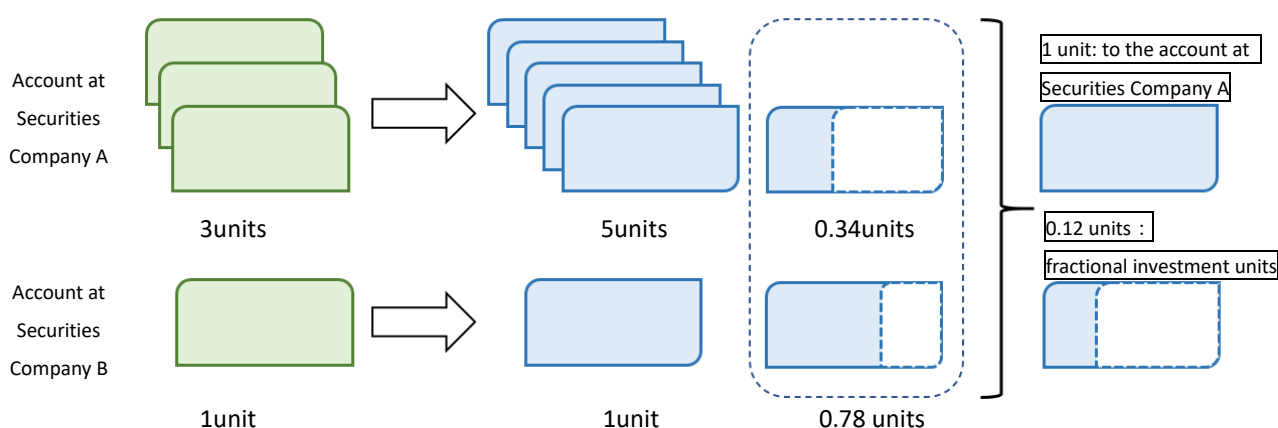 1 unit: to the account at
Securities Company A
Account at
Securities
Company A
3units
5units
0.34units
0.12 units：
fractional investment units
Account at
Securities
Company B
1unit
1unit
0.78 units